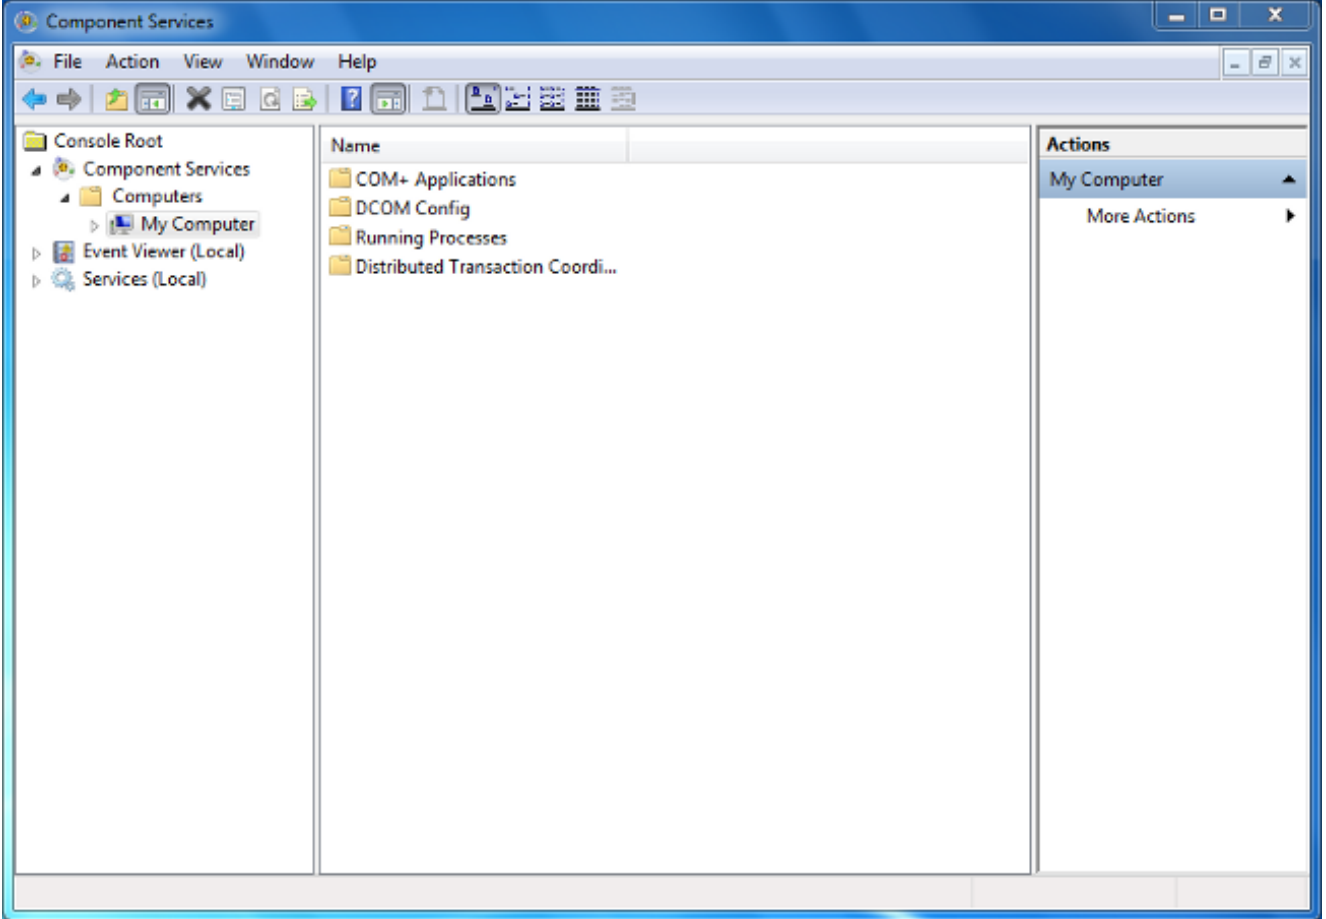 Component Services
File Action View Window Help
Console Root
Component Services
Computers
My Computer
Event Viewer (Local)
Services (Local)
Name
COM+ Applications
DCOM Config
Running Processes
Distributed Transaction Coordi...
Actions
My Computer
More Actions